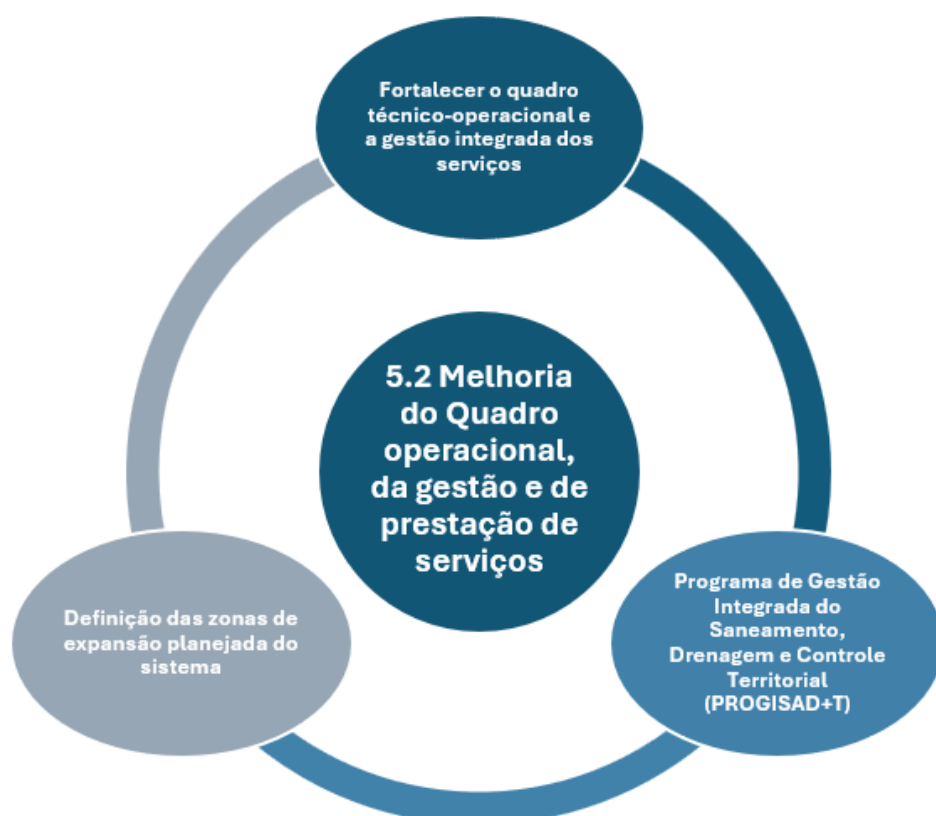 Fortalecer o quadro
técnico-operacional e
a gestão integrada dos
serviços
5.2 Melhoria
do Quadro
operacional,
da gestão e de
prestação de
serviços
Definição das zonas de
expansão planejada do
sistema
Programa de Gestão
Integrada do
Saneamento,
Drenagem e Controle
Territorial
(PROGISAD+T)